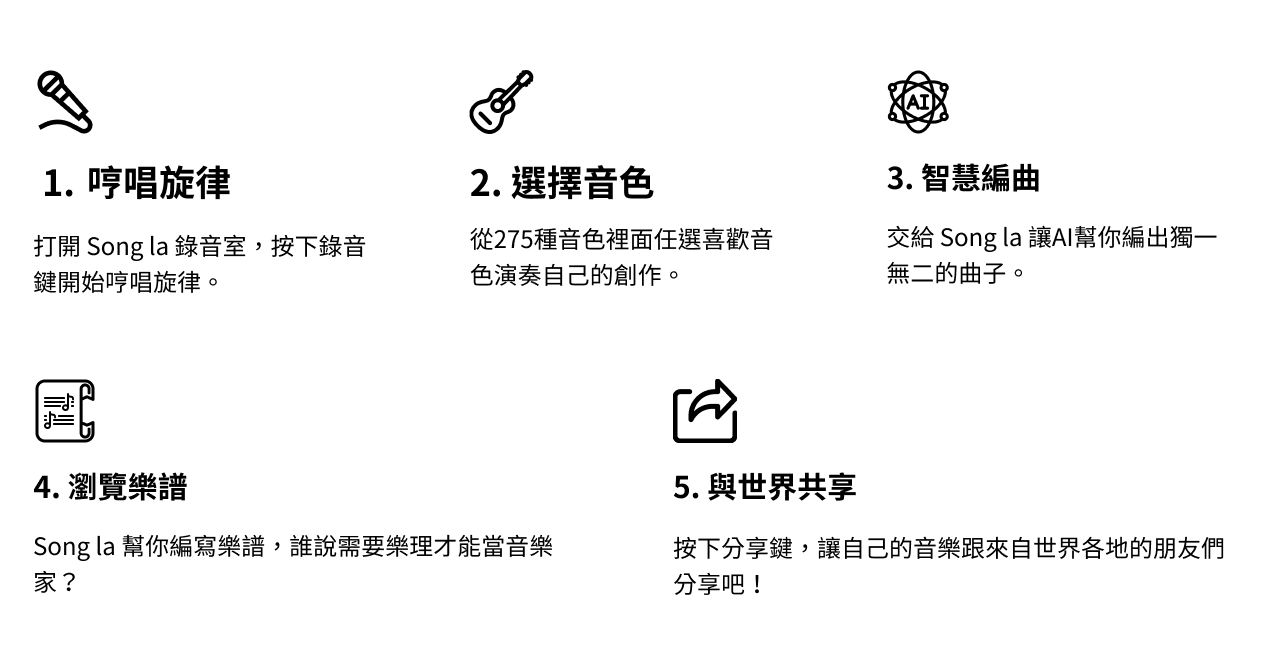 AI
1. 哼唱旋律
打開 Song la 錄音室，按下錄音
鍵開始哼唱旋律。
2. 選擇音色
從275種音色裡面任選喜歡音
色演奏自己的創作。
3. 智慧編曲
交給 Song la 讓AI幫你編出獨一
無二的曲子。
4. 瀏覽樂譜
Song la 幫你編寫樂譜，誰說需要樂理才能當音樂
家？
5. 與世界共享
按下分享鍵，讓自己的音樂跟來自世界各地的朋友們
分享吧！